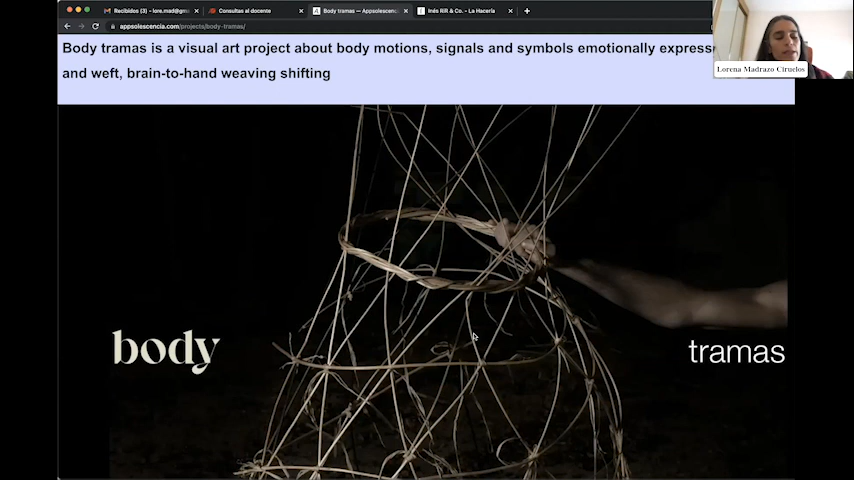 Recibidos (3) - lore.mad@gma
Consultas al docente
Body tramas — Appsolescenc
Inés RIR & Co. - La Hacería
appsolescencia.com/projects/body-tramas/
Body tramas is a visual art project about body motions, signals and symbols emotionally express
and weft, brain-to-hand weaving shifting
Lorena Madrazo Ciruelos
body
tramas